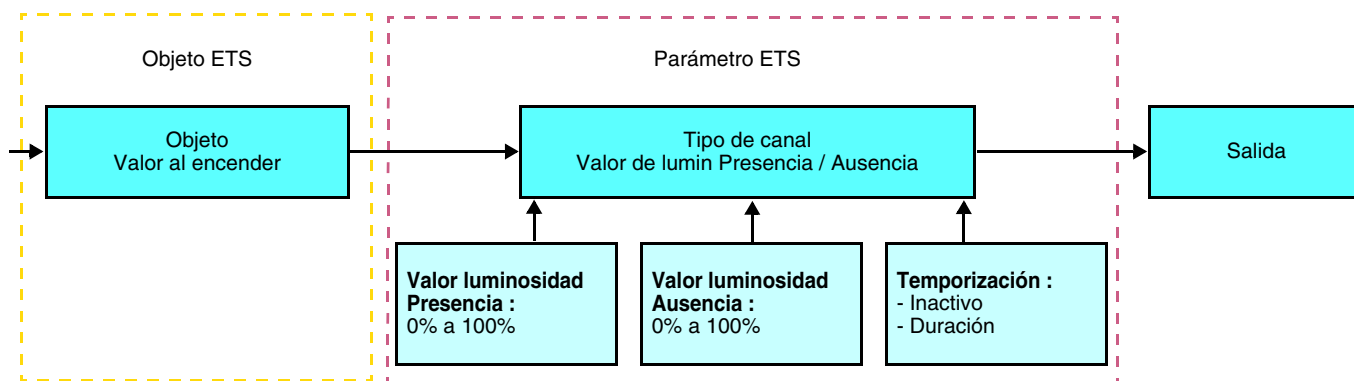 Objeto ETS
Parámetro ETS
Objeto
Valor al encender
Tipo de canal
Valor de lumin Presencia / Ausencia
Salida
Valor luminosidad
Presencia :
0% a 100%
Valor luminosidad
Ausencia :
0% a 100%
Temporización :
- Inactivo
- Duración